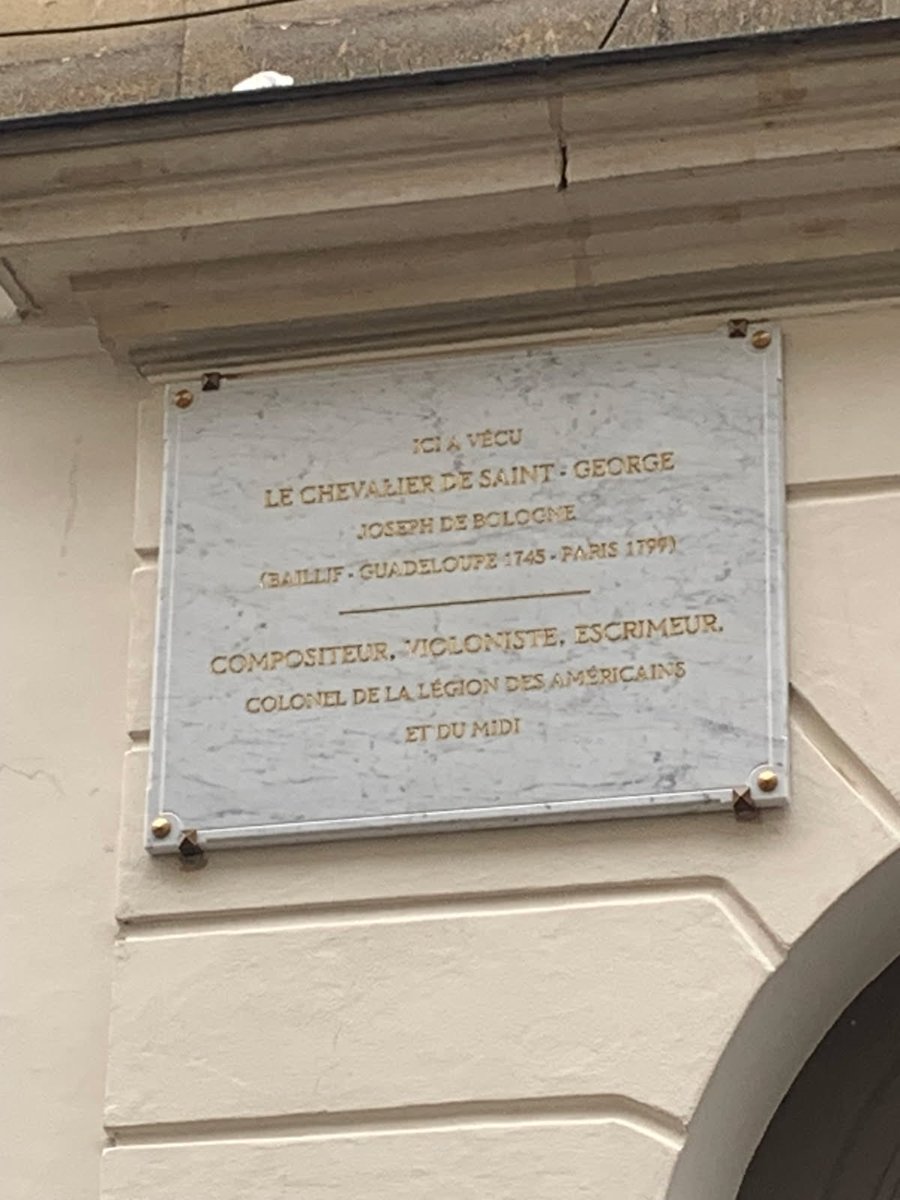 ICI A VÉCU
LE CHEVALIER DE SAINT - GEORGE
JOSEPH DE BOLOGNE
(BAILLIF - GUADELOUPE 1745 - PARIS 1799)
COMPOSITEUR, VIOLONISTE, ESCRIMEUR,
COLONEL DE LA LÉGION DES AMÉRICAINS
ET DU MIDI